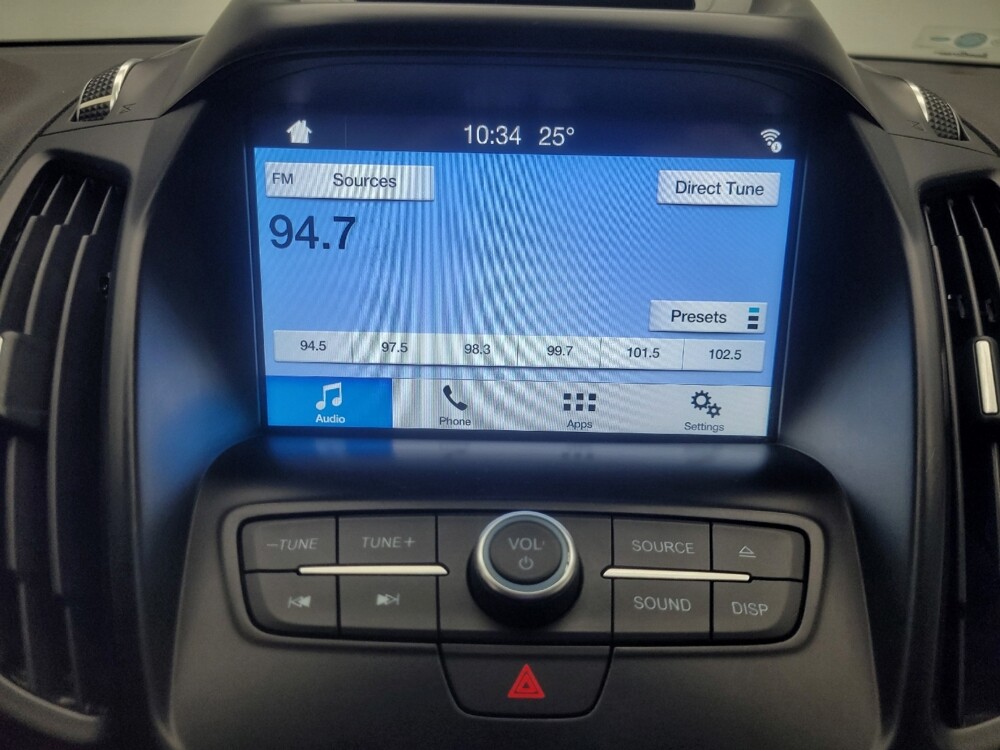 10:34 25°
FM Sources
Direct Tune
94.7
Presets
94.5 97.5 98.3 99.7 101.5 102.5
Audio Phone Apps Settings
–TUNE TUNE+ VOL SOURCE
SOUND DISP